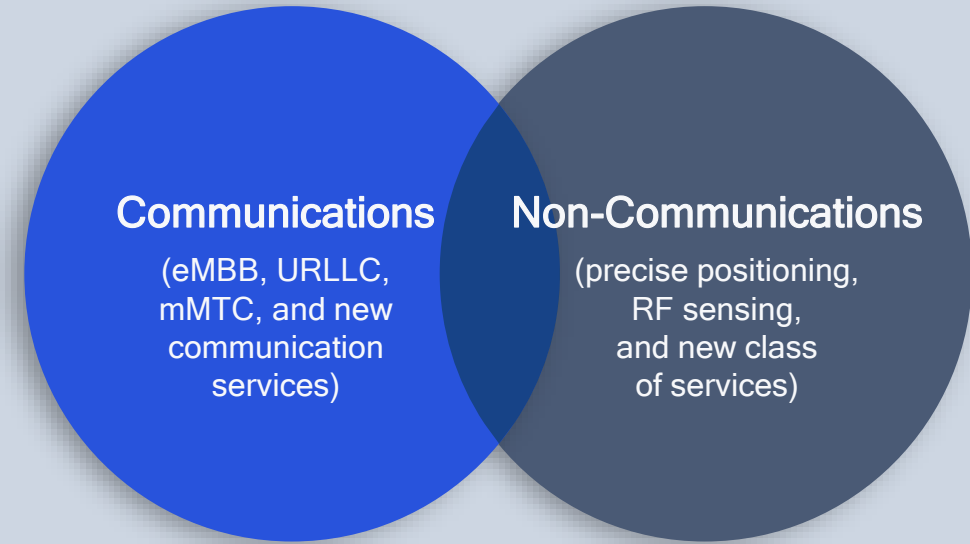 Communications
(eMBB, URLLC,
mMTC, and new
communication
services)
Non-Communications
(precise positioning,
RF sensing,
and new class
of services)